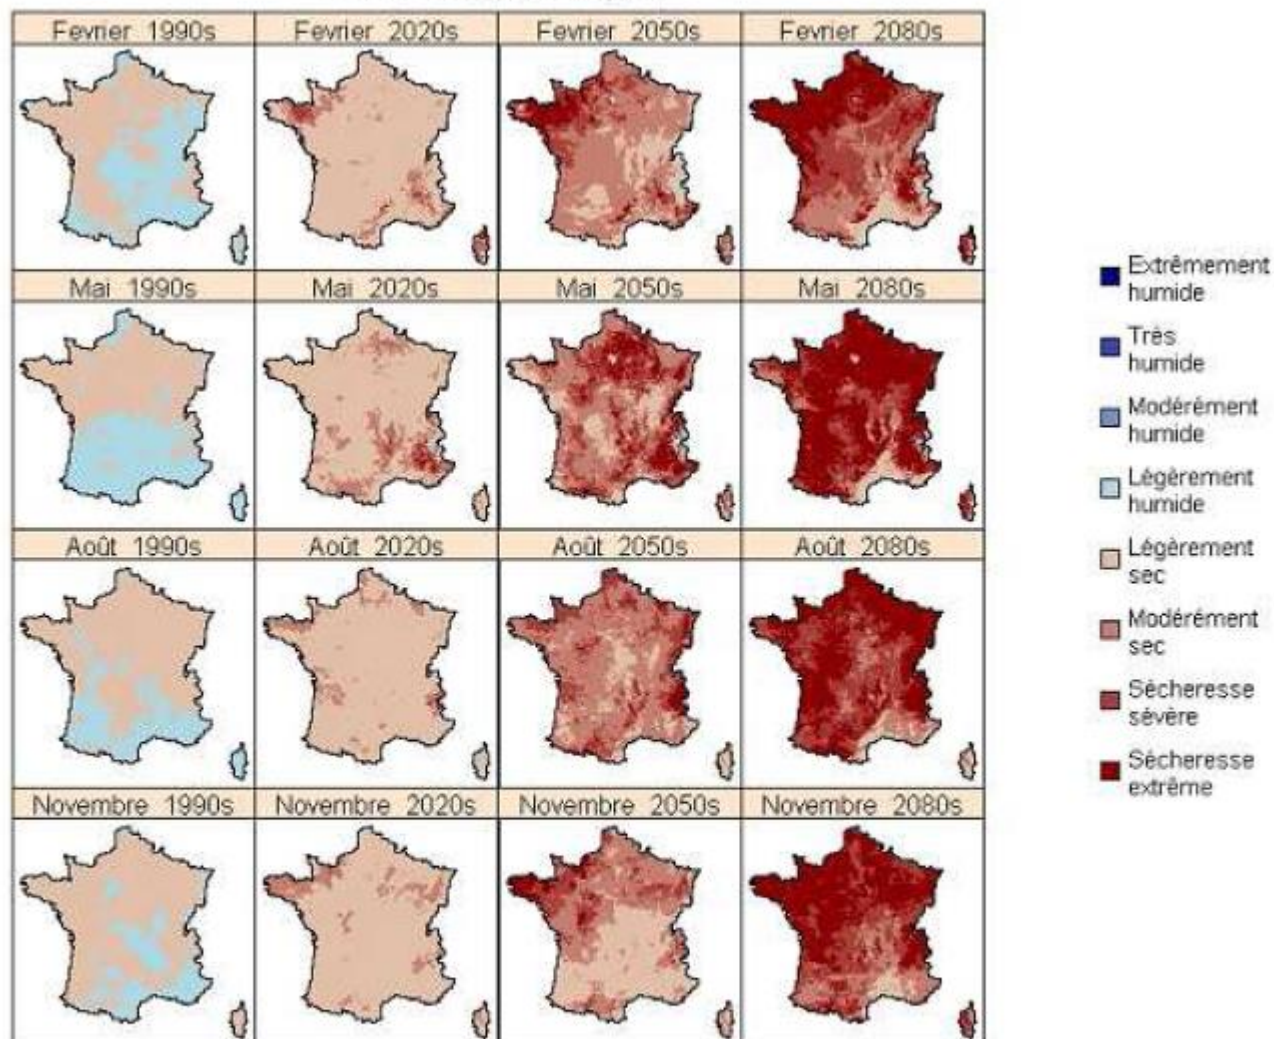 Fevrier 1990s
Fevrier 2020s
Fevrier 2050s
Fevrier 2080s
Mai 1990s
Mai 2020s
Mai 2050s
Mai 2080s
Août 1990s
Août 2020s
Août 2050s
Août 2080s
Novembre 1990s
Novembre 2020s
Novembre 2050s
Novembre 2080s
Extrêmement
humide
Très
humide
Modérément
humide
Légèrement
humide
Légèrement
sec
Modérément
sec
Sécheresse
sévère
Sécheresse
extrême